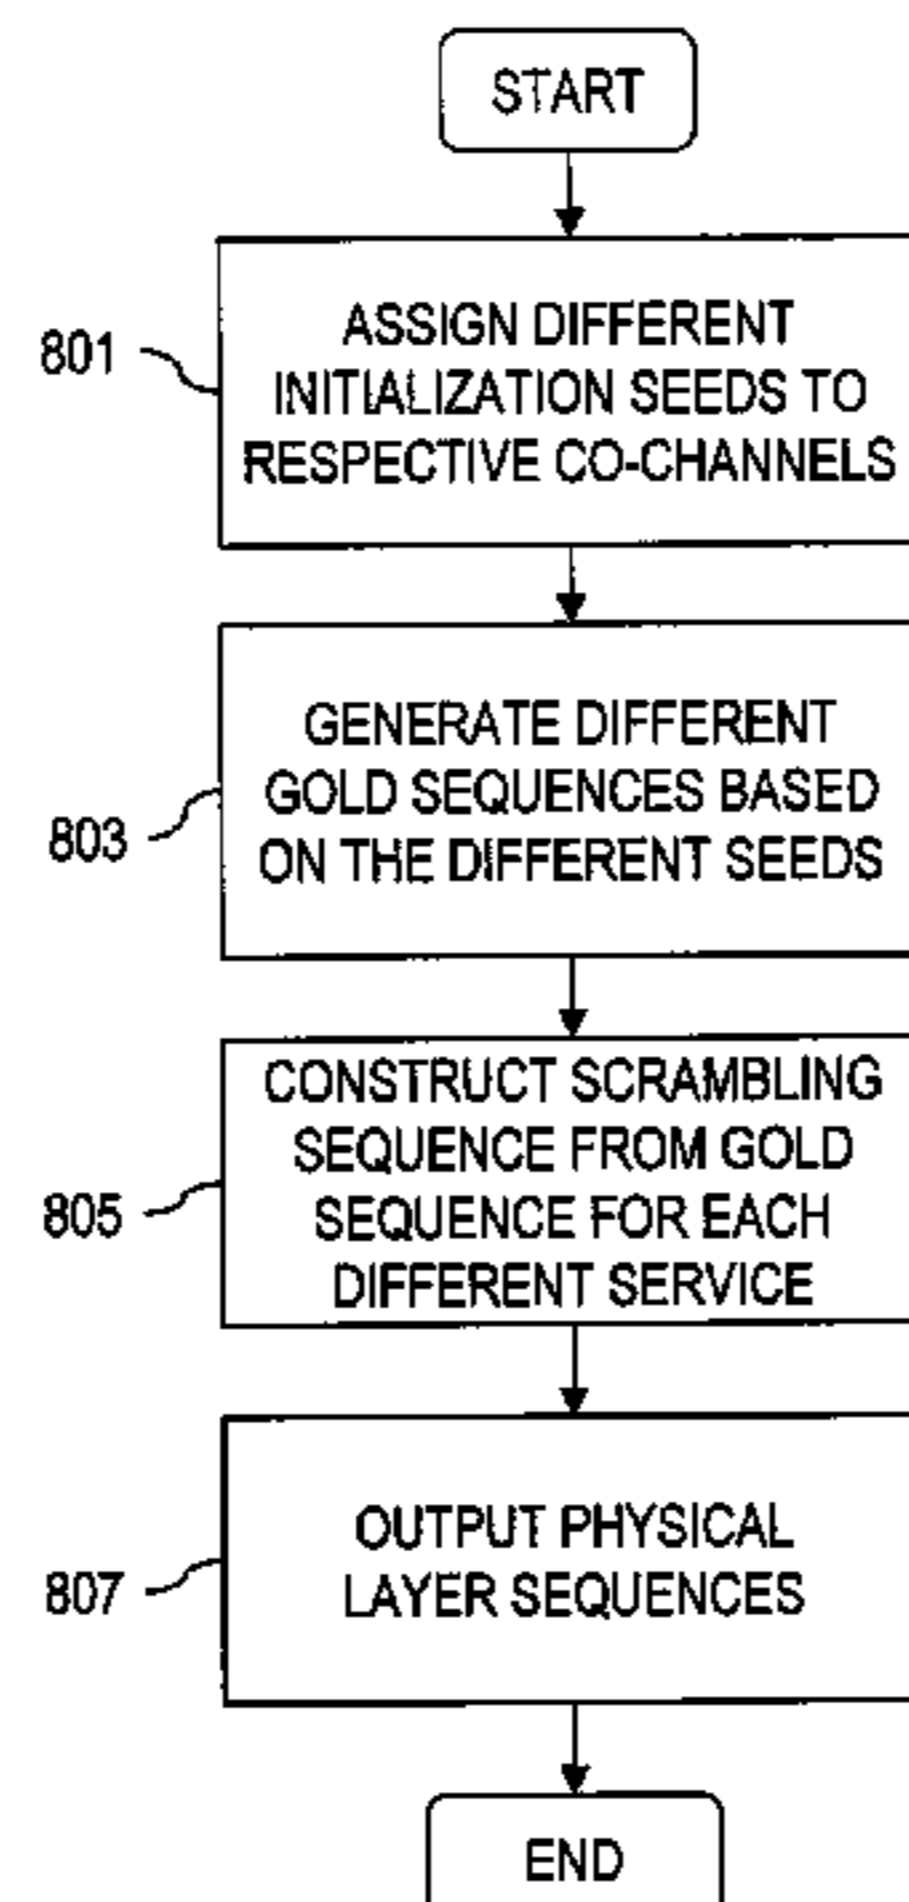 START
801
ASSIGN DIFFERENT
INITIALIZATION SEEDS TO
RESPECTIVE CO-CHANNELS
803
GENERATE DIFFERENT
GOLD SEQUENCES BASED
ON THE DIFFERENT SEEDS
805
CONSTRUCT SCRAMBLING
SEQUENCE FROM GOLD
SEQUENCE FOR EACH
DIFFERENT SERVICE
807
OUTPUT PHYSICAL
LAYER SEQUENCES
END